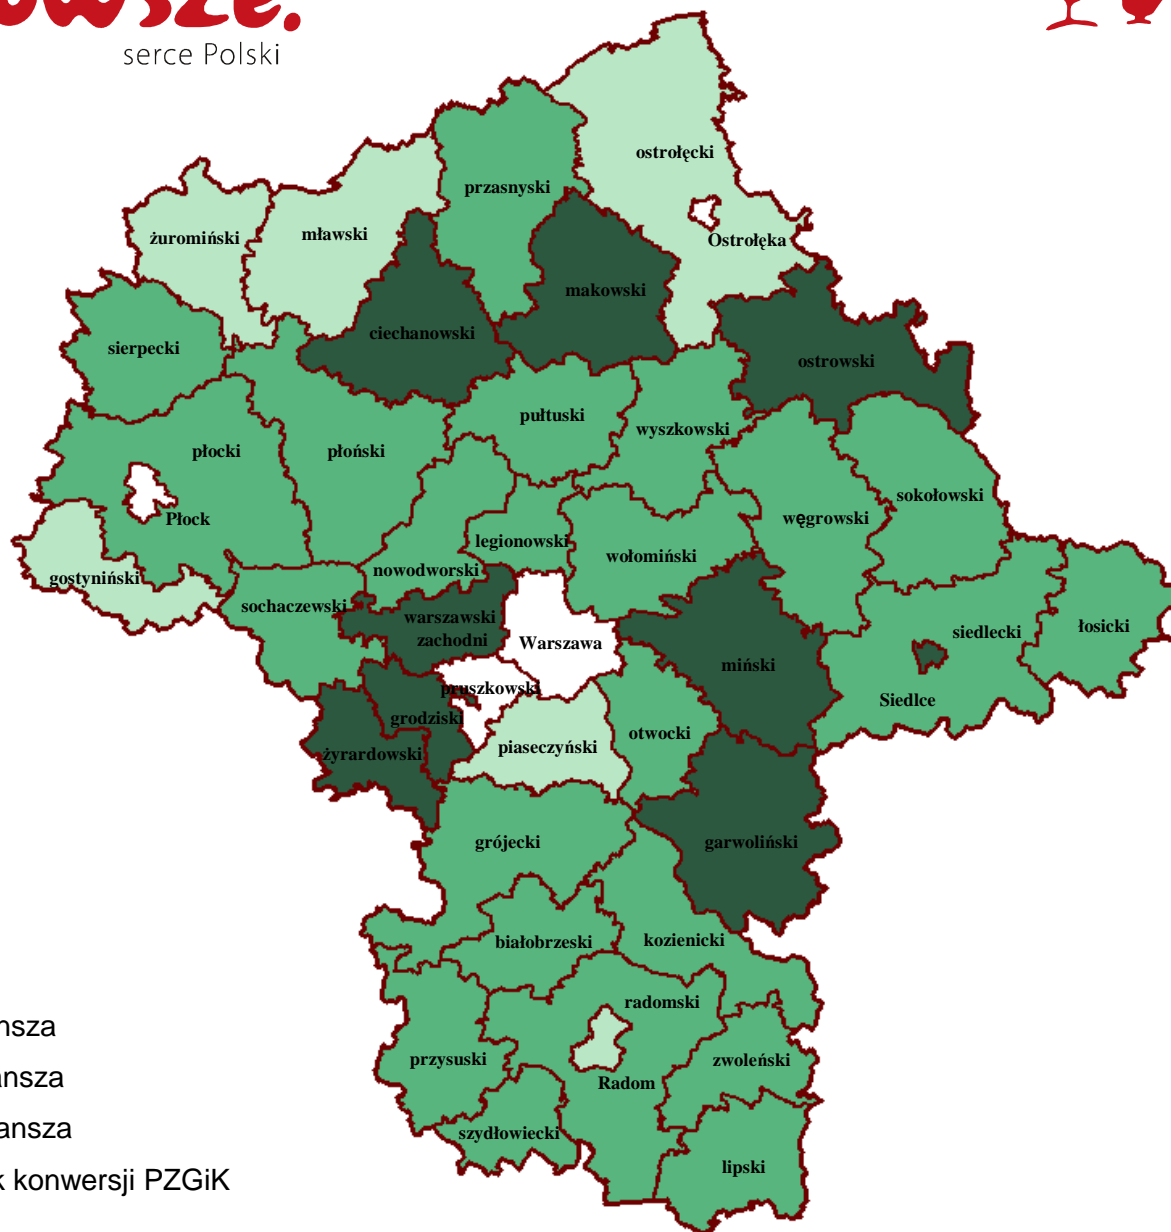 serce Polski
ostrołęcki
przasnyski
Ostrołęka
żuromiński
mławski
makowski
ciechanowski
sierpecki
ostrowski
pułtuski
wyszkowski
płocki
płoński
sokołowski
Płock
węgrowski
legionowski
wołomiński
nowodworski
gostyniński
sochaczewski
warszawski
zachodni
Warszawa
siedlecki
łosicki
miński
pruszkowski
Siedlce
grodziski
otwocki
piaseczyński
żyrardowski
grójecki
garwoliński
białobrzeski
kozienicki
radomski
przysuski
zwoleński
Radom
szydłowiecki
lipski
nsza
ansza
ansza
k konwersji PZGiK